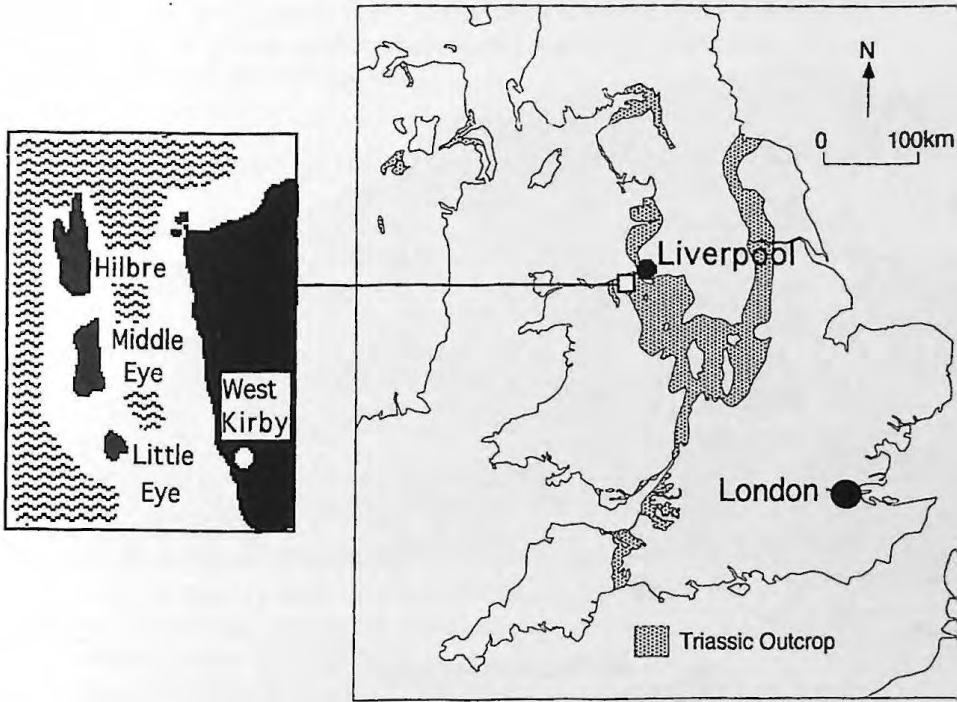 Hilbre
Middle
Eye
West
Kirby
Little
Eye
N
0 100km
Liverpool
London
Triassic Outcrop